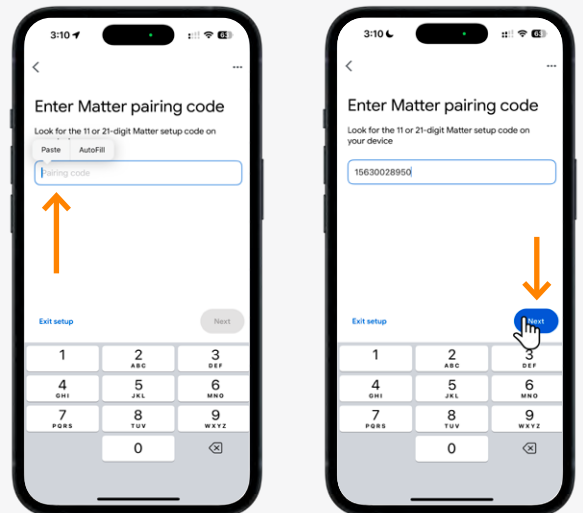 3:10
Enter Matter pairing code
Look for the 11 or 21-digit Matter setup code on
Paste AutoFill
Pairing code
Exit setup
Next
1
2
ABC
3
DEF
4
GHI
5
JKL
6
MNO
7
PQRS
8
TUV
9
WXYZ
0
3:10
Enter Matter pairing code
Look for the 11 or 21-digit Matter setup code on
your device
15630028950
Exit setup
Next
1
2
ABC
3
DEF
4
GHI
5
JKL
6
MNO
7
PQRS
8
TUV
9
WXYZ
0